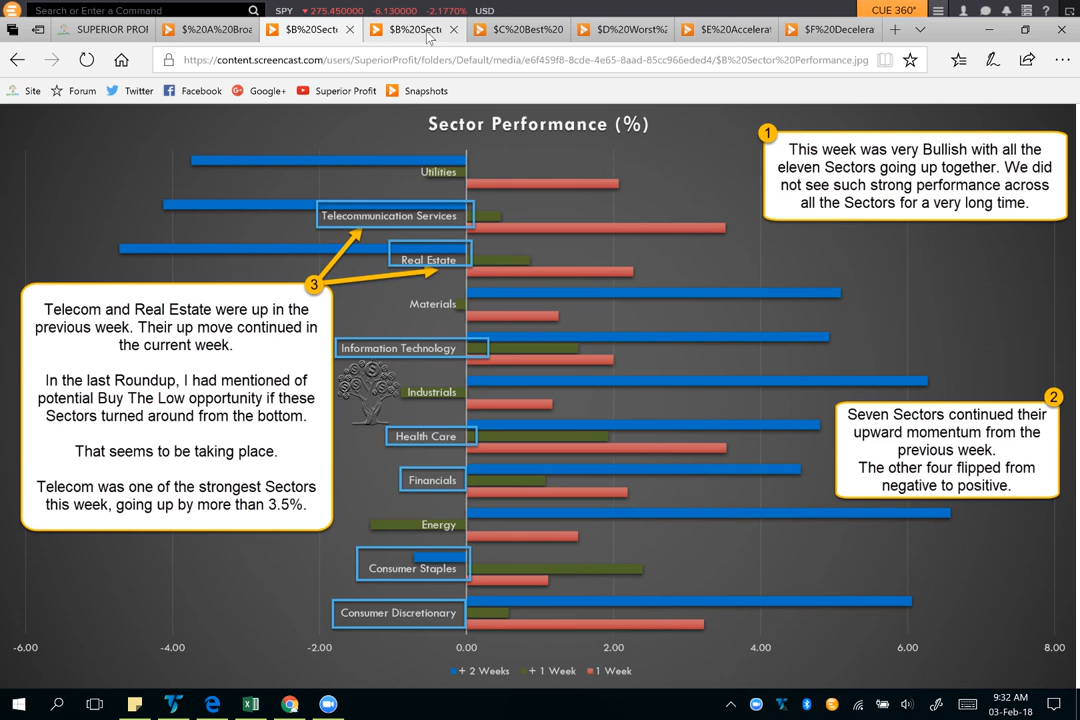 Search or Enter a Command
SPY ▾ 275.450000 -6.130000 -2.1770% USD
CUE 360°
SUPERIOR PROF
$%20A%20Broa
$B%20Secto
$B%20Secto
$C%20Best%20
$D%20Worst%2
$E%20Accelerat
$F%20Decelera
https://content.screencast.com/users/SuperiorProfit/folders/Default/media/e6f459f8-8cde-4e65-8aad-85cc966eded4/$B%20Sector%20Performance.jpg
Site
Forum
Twitter
Facebook
Google+
Superior Profit
Snapshots
Sector Performance (%)
1
This week was very Bullish with all the
eleven Sectors going up together. We did
not see such strong performance across
all the Sectors for a very long time.
Utilities
Telecommunication Services
Real Estate
3
Telecom and Real Estate were up in the
previous week. Their up move continued in
the current week.
In the last Roundup, I had mentioned of
potential Buy The Low opportunity if these
Sectors turned around from the bottom.
That seems to be taking place.
Telecom was one of the strongest Sectors
this week, going up by more than 3.5%.
Materials
Information Technology
Industrials
Health Care
Financials
Energy
Consumer Staples
Consumer Discretionary
2
Seven Sectors continued their
upward momentum from the
previous week.
The other four flipped from
negative to positive.
-6.00 -4.00 -2.00 0.00 2.00 4.00 6.00 8.00
+ 2 Weeks + 1 Week 1 Week
9:32 AM
03-Feb-18